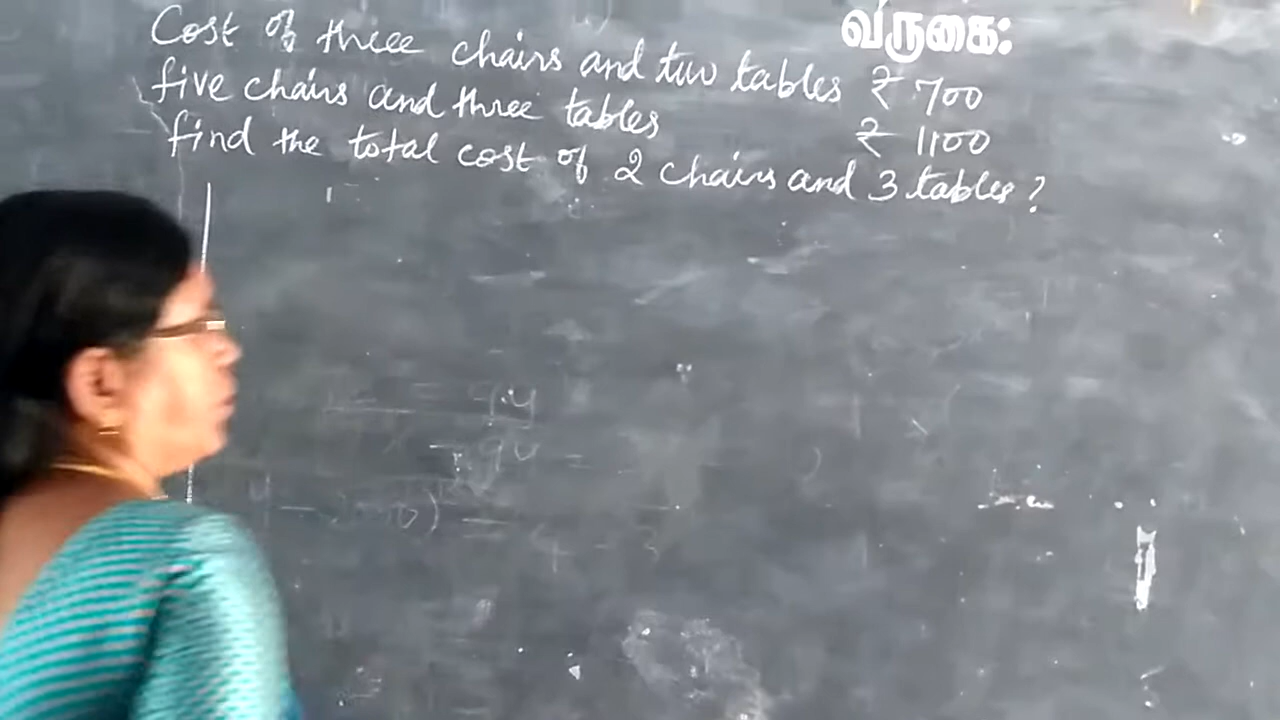 வருகை:
Cost of three chairs and two tables ₹ 700
five chairs and three tables ₹ 1100
find the total cost of 2 chairs and 3 tables?